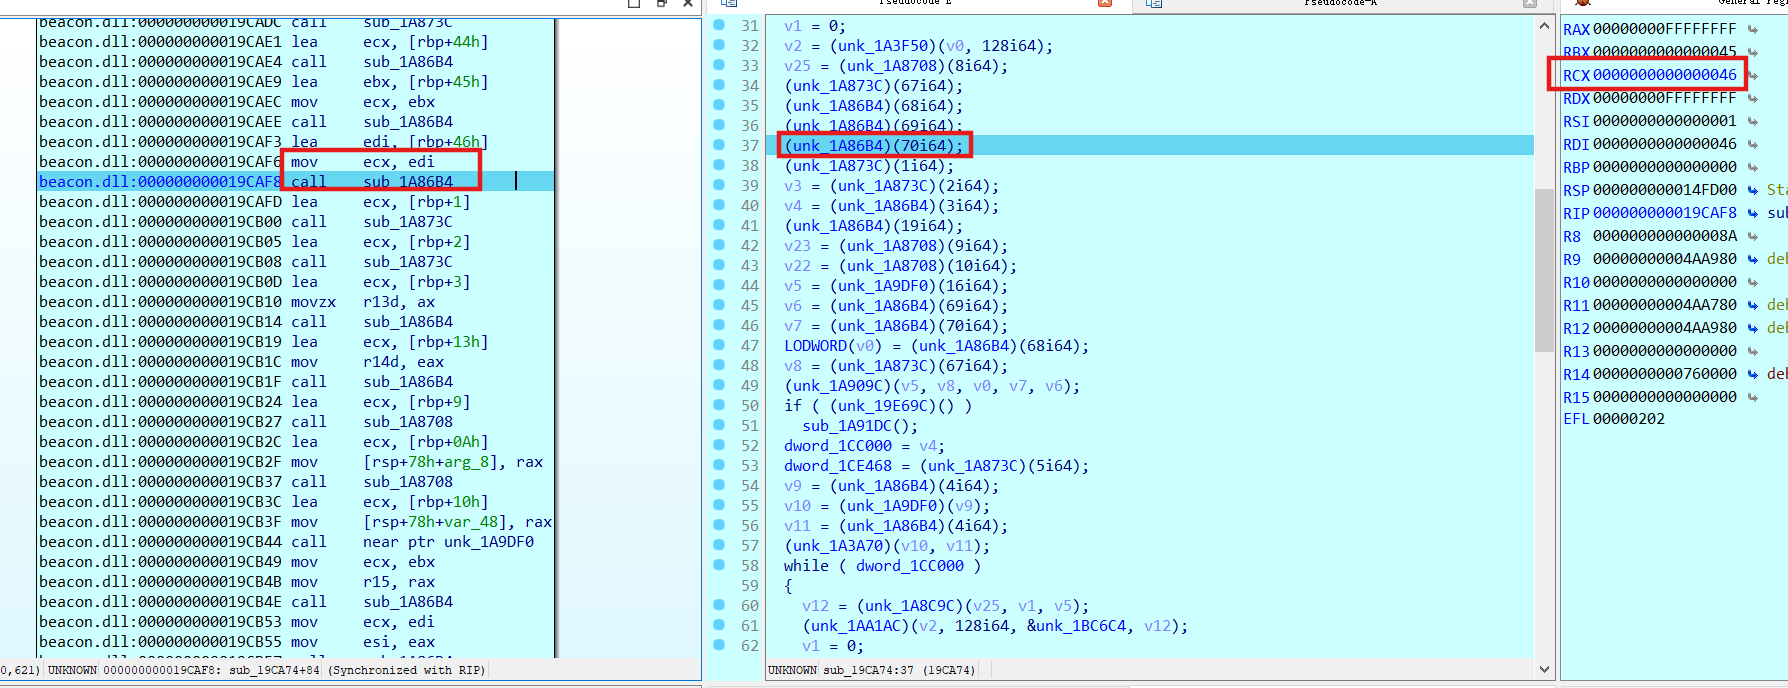 Pseudocode-E
Pseudocode-A
beacon.dll:000000000019CADC call sub_1A873C
beacon.dll:000000000019CAE1 lea ecx, [rbp+44h]
beacon.dll:000000000019CAE4 call sub_1A86B4
beacon.dll:000000000019CAE9 lea ebx, [rbp+45h]
beacon.dll:000000000019CAEC mov ecx, ebx
beacon.dll:000000000019CAEE call sub_1A86B4
beacon.dll:000000000019CAF3 lea edi, [rbp+46h]
beacon.dll:000000000019CAF6 mov ecx, edi
beacon.dll:000000000019CAF8 call sub_1A86B4
beacon.dll:000000000019CAFD lea ecx, [rbp+1]
beacon.dll:000000000019CB00 call sub_1A873C
beacon.dll:000000000019CB05 lea ecx, [rbp+2]
beacon.dll:000000000019CB08 call sub_1A873C
beacon.dll:000000000019CB0D lea ecx, [rbp+3]
beacon.dll:000000000019CB10 movzx r13d, ax
beacon.dll:000000000019CB14 call sub_1A86B4
beacon.dll:000000000019CB19 lea ecx, [rbp+13h]
beacon.dll:000000000019CB1C mov r14d, eax
beacon.dll:000000000019CB1F call sub_1A86B4
beacon.dll:000000000019CB24 lea ecx, [rbp+9]
beacon.dll:000000000019CB27 call sub_1A8708
beacon.dll:000000000019CB2C lea ecx, [rbp+0Ah]
beacon.dll:000000000019CB2F mov [rsp+78h+arg_8], rax
beacon.dll:000000000019CB37 call sub_1A8708
beacon.dll:000000000019CB3C lea ecx, [rbp+10h]
beacon.dll:000000000019CB3F mov [rsp+78h+var_48], rax
beacon.dll:000000000019CB44 call near ptr unk_1A9DF0
beacon.dll:000000000019CB49 mov ecx, ebx
beacon.dll:000000000019CB4B mov r15, rax
beacon.dll:000000000019CB4E call sub_1A86B4
beacon.dll:000000000019CB53 mov ecx, edi
beacon.dll:000000000019CB55 mov esi, eax
0,621) UNKNOWN 000000000019CAF8: sub_19CA74+84 (Synchronized with RIP)
31 v1 = 0;
32 v2 = (unk_1A3F50)(v0, 128i64);
33 v25 = (unk_1A8708)(8i64);
34 (unk_1A873C)(67i64);
35 (unk_1A86B4)(68i64);
36 (unk_1A86B4)(69i64);
37 (unk_1A86B4)(70i64);
38 (unk_1A873C)(1i64);
39 v3 = (unk_1A873C)(2i64);
40 v4 = (unk_1A86B4)(3i64);
41 (unk_1A86B4)(19i64);
42 v23 = (unk_1A8708)(9i64);
43 v22 = (unk_1A8708)(10i64);
44 v5 = (unk_1A9DF0)(16i64);
45 v6 = (unk_1A86B4)(69i64);
46 v7 = (unk_1A86B4)(70i64);
47 LODWORD(v0) = (unk_1A86B4)(68i64);
48 v8 = (unk_1A873C)(67i64);
49 (unk_1A909C)(v5, v8, v0, v7, v6);
50 if ( (unk_19E69C)() )
51 sub_1A91DC();
52 dword_1CC000 = v4;
53 dword_1CE468 = (unk_1A873C)(5i64);
54 v9 = (unk_1A86B4)(4i64);
55 v10 = (unk_1A9DF0)(v9);
56 v11 = (unk_1A86B4)(4i64);
57 (unk_1A3A70)(v10, v11);
58 while ( dword_1CC000 )
59 {
60 v12 = (unk_1A8C9C)(v25, v1, v5);
61 (unk_1AA1AC)(v2, 128i64, &unk_1BC6C4, v12);
62 v1 = 0;
UNKNOWN sub_19CA74:37 (19CA74)
General reg
RAX 00000000FFFFFFFF
RBX 0000000000000045
RCX 0000000000000046
RDX 00000000FFFFFFFF
RSI 0000000000000001
RDI 0000000000000046
RBP 0000000000000000
RSP 000000000014FD00 Sta
RIP 000000000019CAF8 sub
R8 000000000000008A
R9 00000000004AA980 deb
R10 0000000000000000
R11 00000000004AA780 deb
R12 00000000004AA980 deb
R13 0000000000000000
R14 0000000000760000 deb
R15 0000000000000000
EFL 00000202